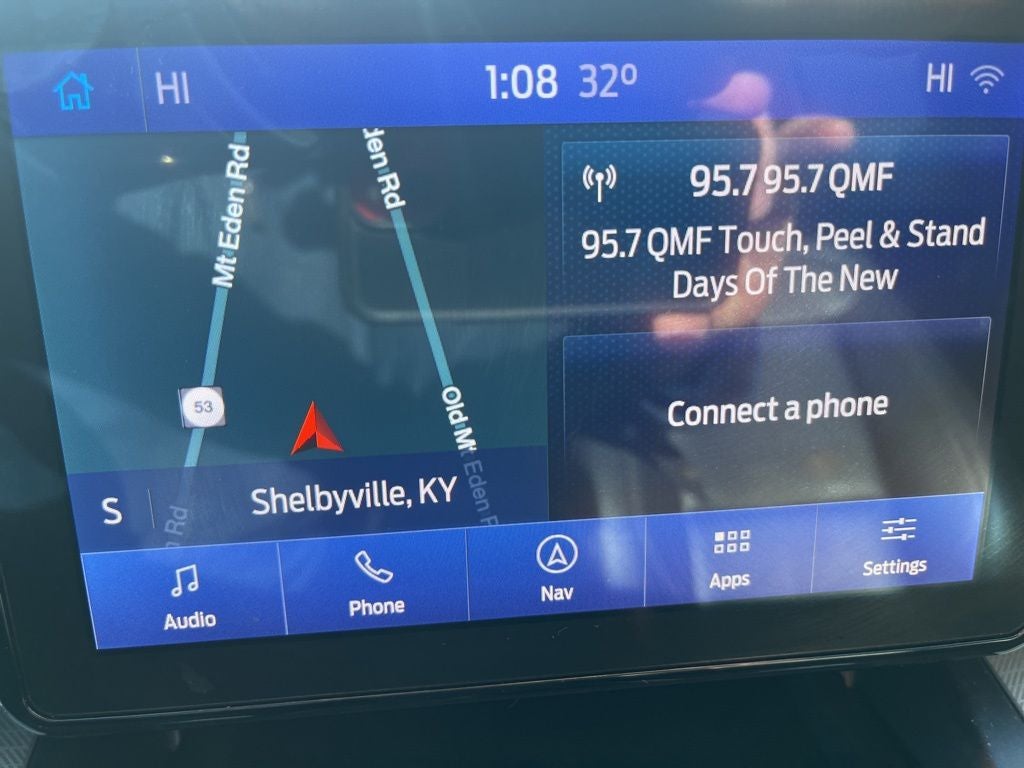 HI
1:08 32°
HI
Mt Eden Rd
den Rd
53
Old Mt Eden R
n Rd
S
Shelbyville, KY
95.7 95.7 QMF
95.7 QMF Touch, Peel & Stand
Days Of The New
Connect a phone
Audio
Phone
Nav
Apps
Settings